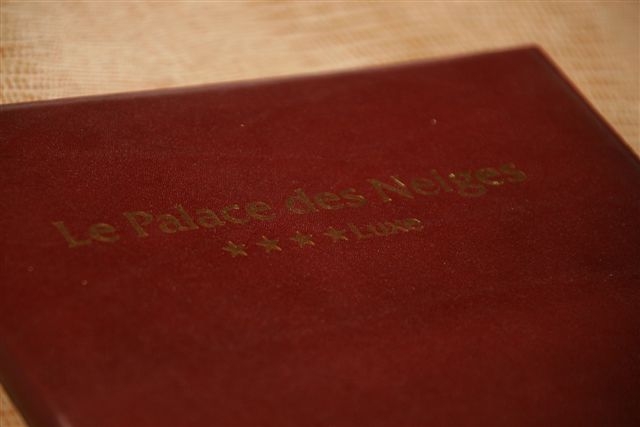 Le Palace des Neiges
★ ★ ★ ★ Luxe